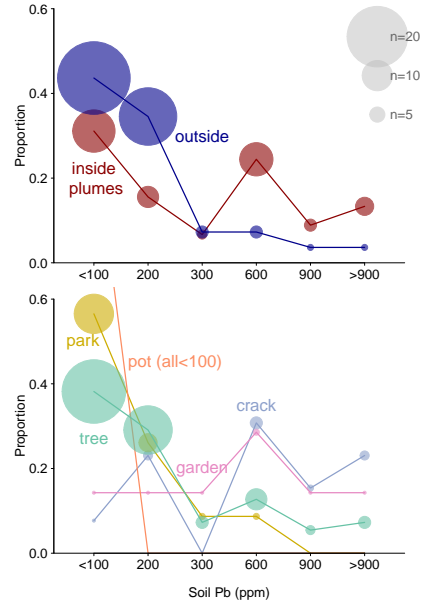 0.6
n=20
n=10
0.4
n=5
Proportion
outside
inside
plumes
0.2
0.0
<100 200 300 600 900 >900
0.6
park
pot (all<100)
0.4
crack
Proportion
tree
garden
0.2
0.0
<100 200 300 600 900 >900
Soil Pb (ppm)